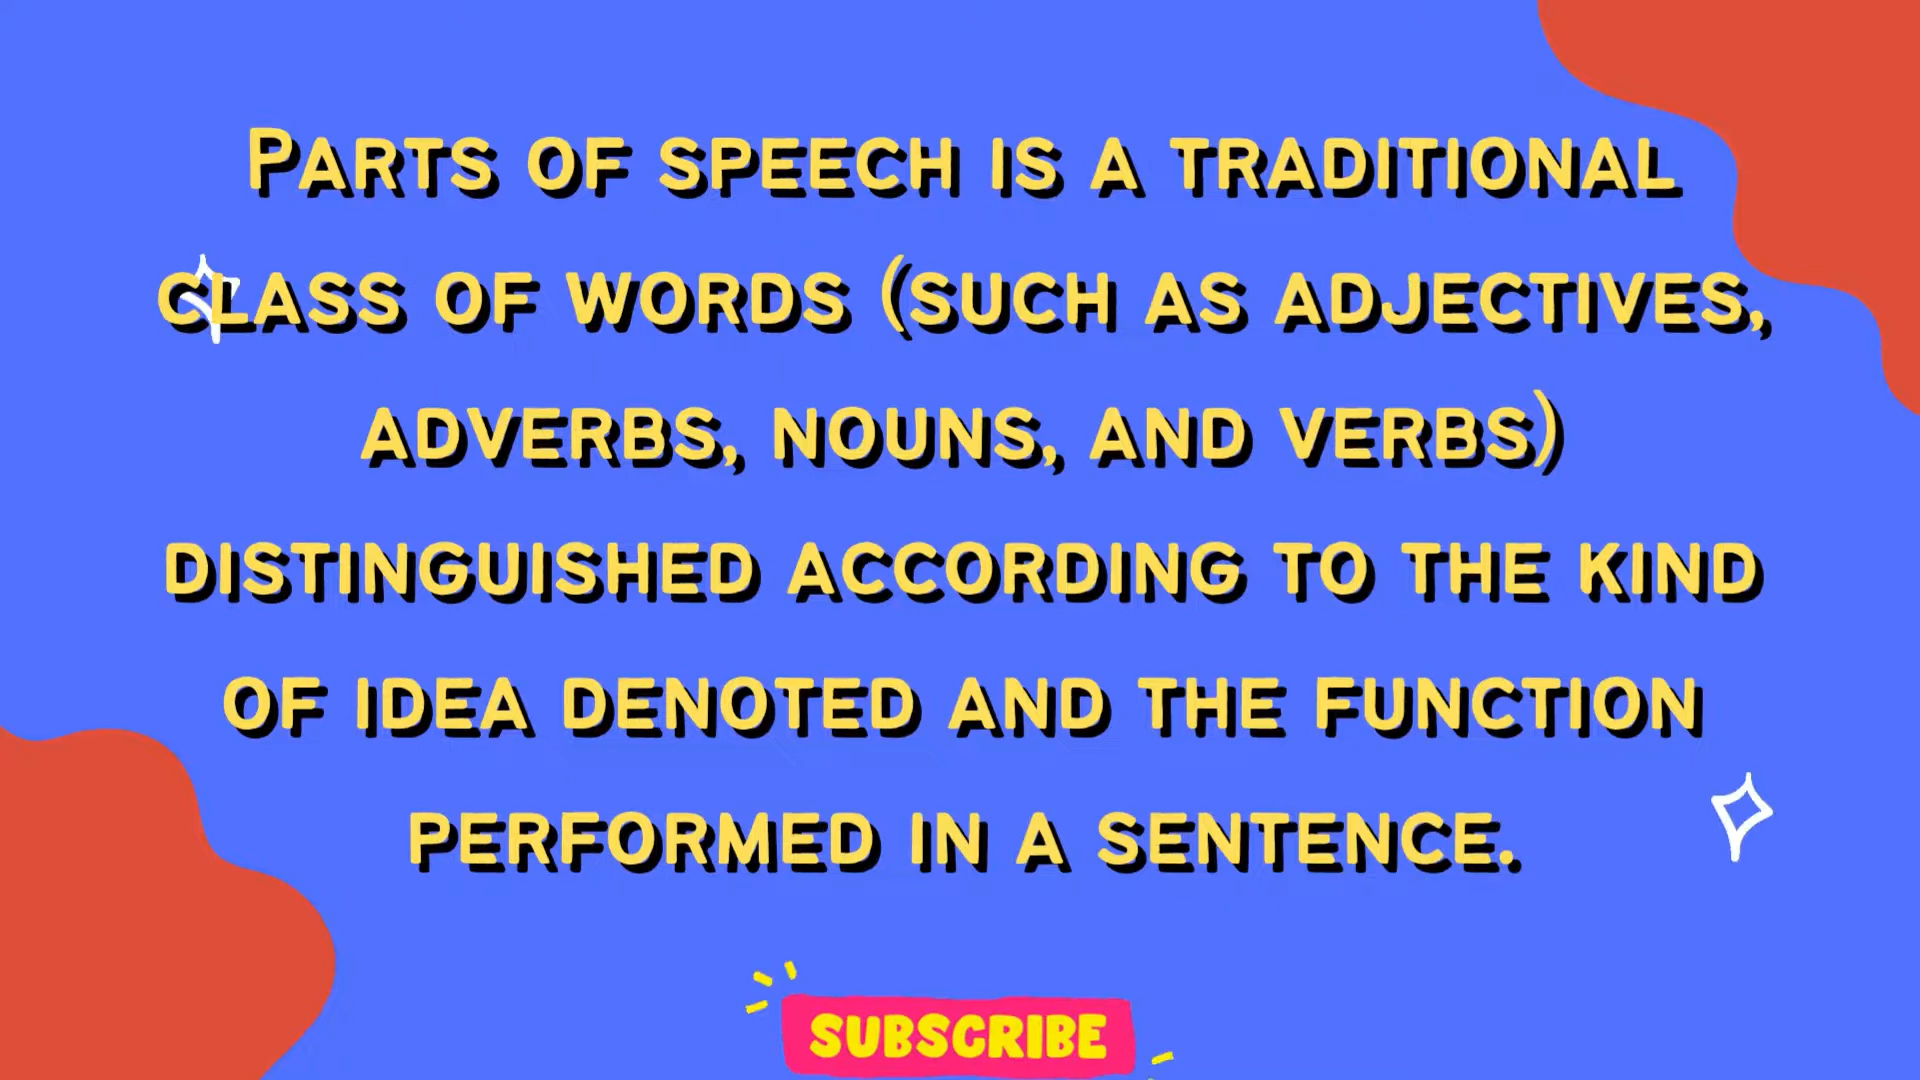 Parts of speech is a traditional
class of words (such as adjectives,
adverbs, nouns, and verbs)
distinguished according to the kind
of idea denoted and the function
performed in a sentence.
SUBSCRIBE